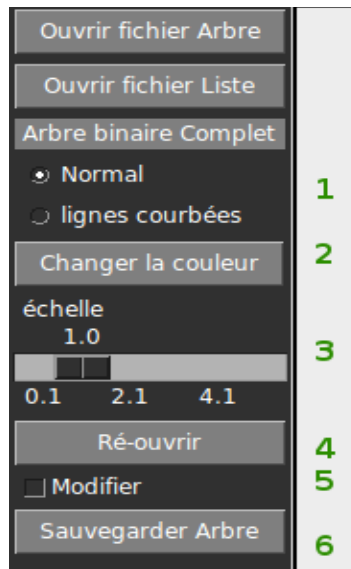 Ouvrir fichier Arbre
Ouvrir fichier Liste
Arbre binaire Complet
Normal
1
lignes courbées
Changer la couleur
2
échelle
1.0
3
0.1 2.1 4.1
Ré-ouvrir
4
Modifier
5
Sauvegarder Arbre
6